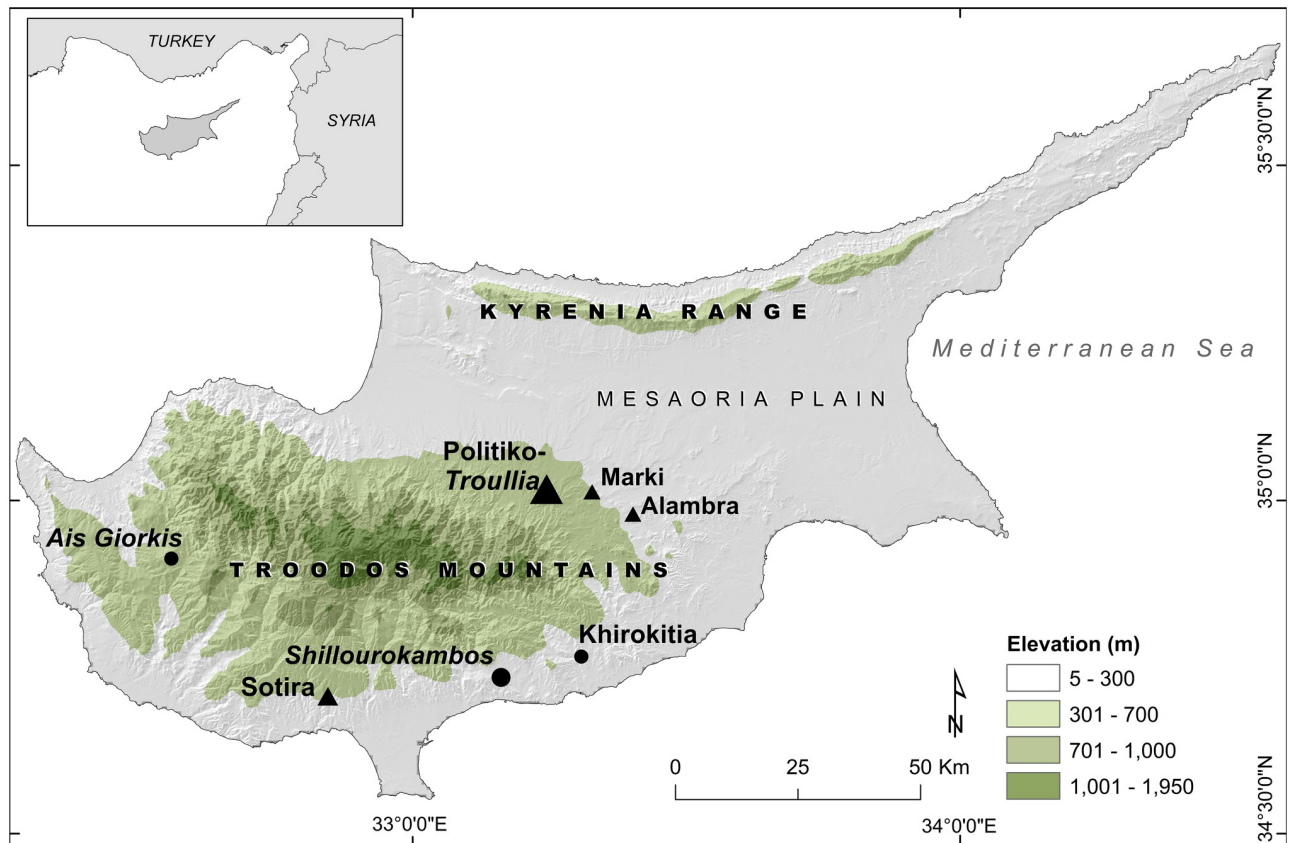 TURKEY
SYRIA
35°30'0"N
KYRENIA RANGE
Mediterranean Sea
MESAORIA PLAIN
Politiko-
Troullia
Marki
35°0'0"N
Alambra
Ais Giorkis
TROODOS MOUNTAINS
Khirokitia
Shillourokambos
Sotira
Elevation (m)
5 - 300
301 - 700
701 - 1,000
1,001 - 1,950
N
0 25 50 Km
34°30'0"N
33°0'0"E
34°0'0"E